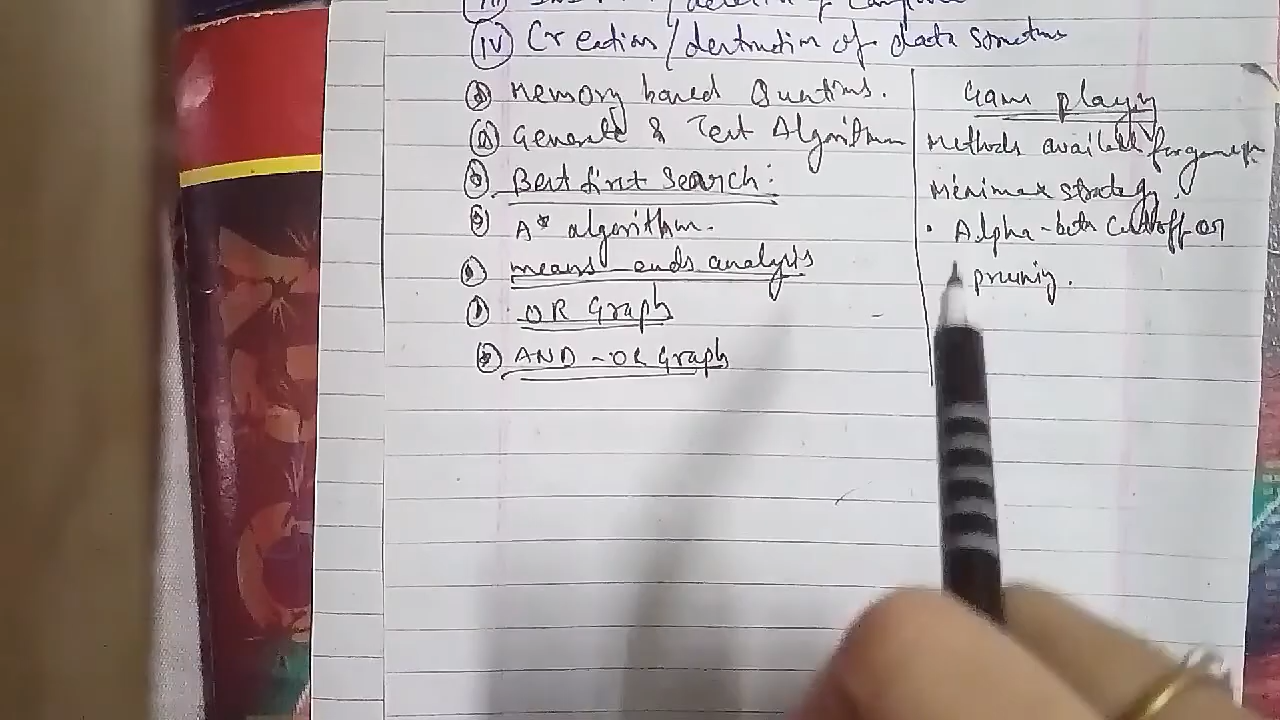 (iv) Creation/destruction of data structures
Memory based Questions.
Generate & Test Algorithm
Best first Search:
A* algorithm.
means ends analysis
OR Graph
AND-OR Graph
Game playing
Methods available for
Minimax strategy.
• Alpha-beta cutoff or
pruning.